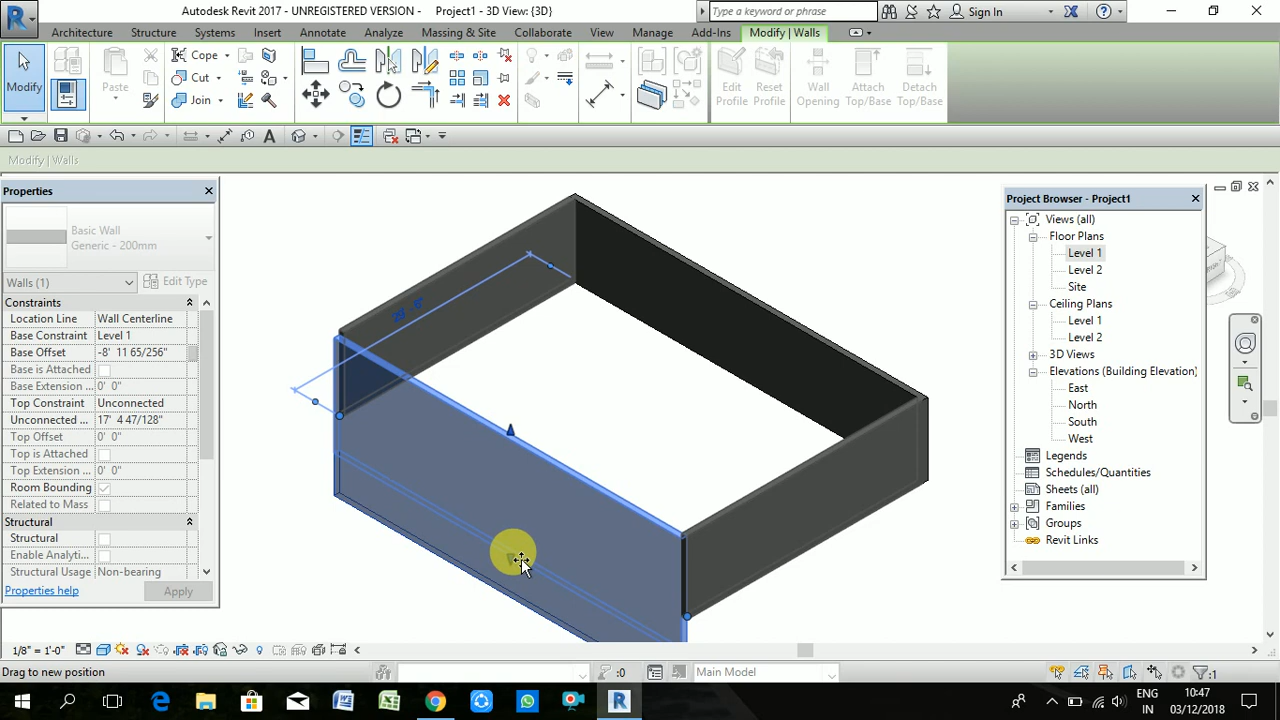 Autodesk Revit 2017 - UNREGISTERED VERSION - Project1 - 3D View: {3D}
Type a keyword or phrase
Sign In
Architecture Structure Systems Insert Annotate Analyze Massing & Site Collaborate View Manage Add-Ins Modify | Walls
Modify
Paste
Cope
Cut
Join
Edit Profile
Reset Profile
Wall Opening
Attach Top/Base
Detach Top/Base
Modify | Walls
Properties
Basic Wall
Generic - 200mm
Walls (1)
Edit Type
Constraints
Location Line Wall Centerline
Base Constraint Level 1
Base Offset -8' 11 65/256"
Base is Attached
Base Extension ... 0' 0"
Top Constraint Unconnected
Unconnected ... 17' 4 47/128"
Top Offset 0' 0"
Top is Attached
Top Extension ... 0' 0"
Room Bounding
Related to Mass
Structural
Structural
Enable Analyti...
Structural Usage Non-bearing
Properties help
Apply
Project Browser - Project1
Views (all)
Floor Plans
Level 1
Level 2
Site
Ceiling Plans
Level 1
Level 2
3D Views
Elevations (Building Elevation)
East
North
South
West
Legends
Schedules/Quantities
Sheets (all)
Families
Groups
Revit Links
1/8" = 1'-0"
Drag to new position
:0
Main Model
:1
ENG
IN
10:47
03/12/2018